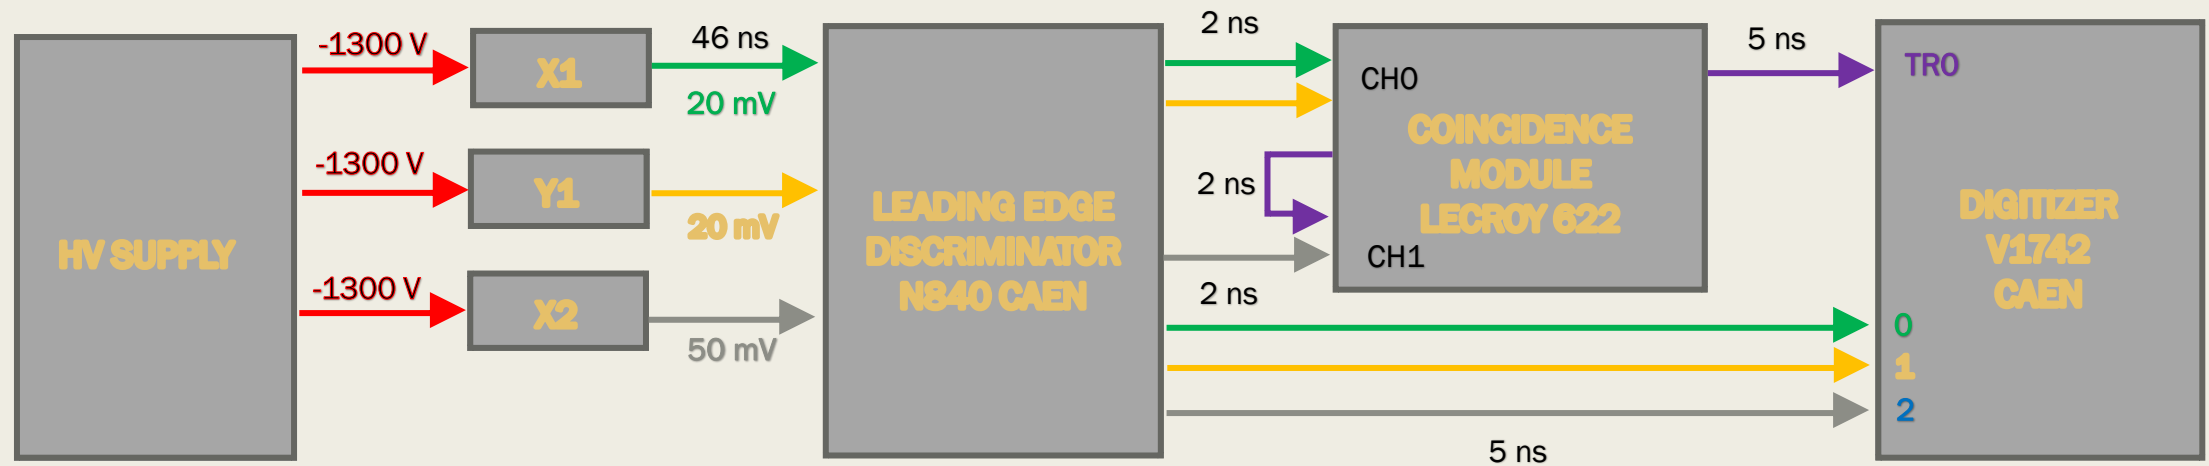 HV SUPPLY
-1300 V
-1300 V
-1300 V
X1
Y1
X2
46 ns
20 mV
20 mV
50 mV
LEADING EDGE
DISCRIMINATOR
N840 CAEN
2 ns
2 ns
2 ns
CH0
COINCIDENCE
MODULE
LECROY 622
CH1
5 ns
5 ns
TR0
DIGITIZER
V1742
CAEN
0
1
2